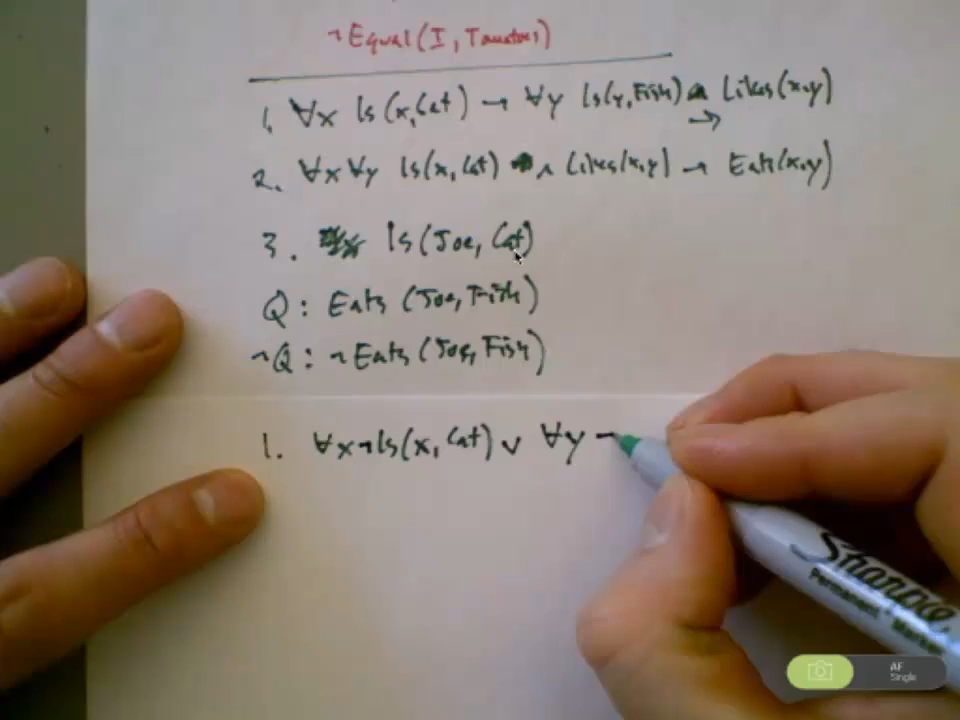 ¬Equal(I, Tomatoes)
1. ∀x Is(x, Cat) → ∀y Is(y, Fish) → Likes(x,y)
2. ∀x ∀y Is(x, Cat) ∧ Likes(x,y) → Eats(x,y)
3. Is(Joe, Cat)
Q: Eats (Joe, Fish)
¬Q: ¬Eats (Joe, Fish)
1. ∀x ¬Is(x, Cat) ∨ ∀y ¬
Sharpie
Permanent Marker
AF
Single